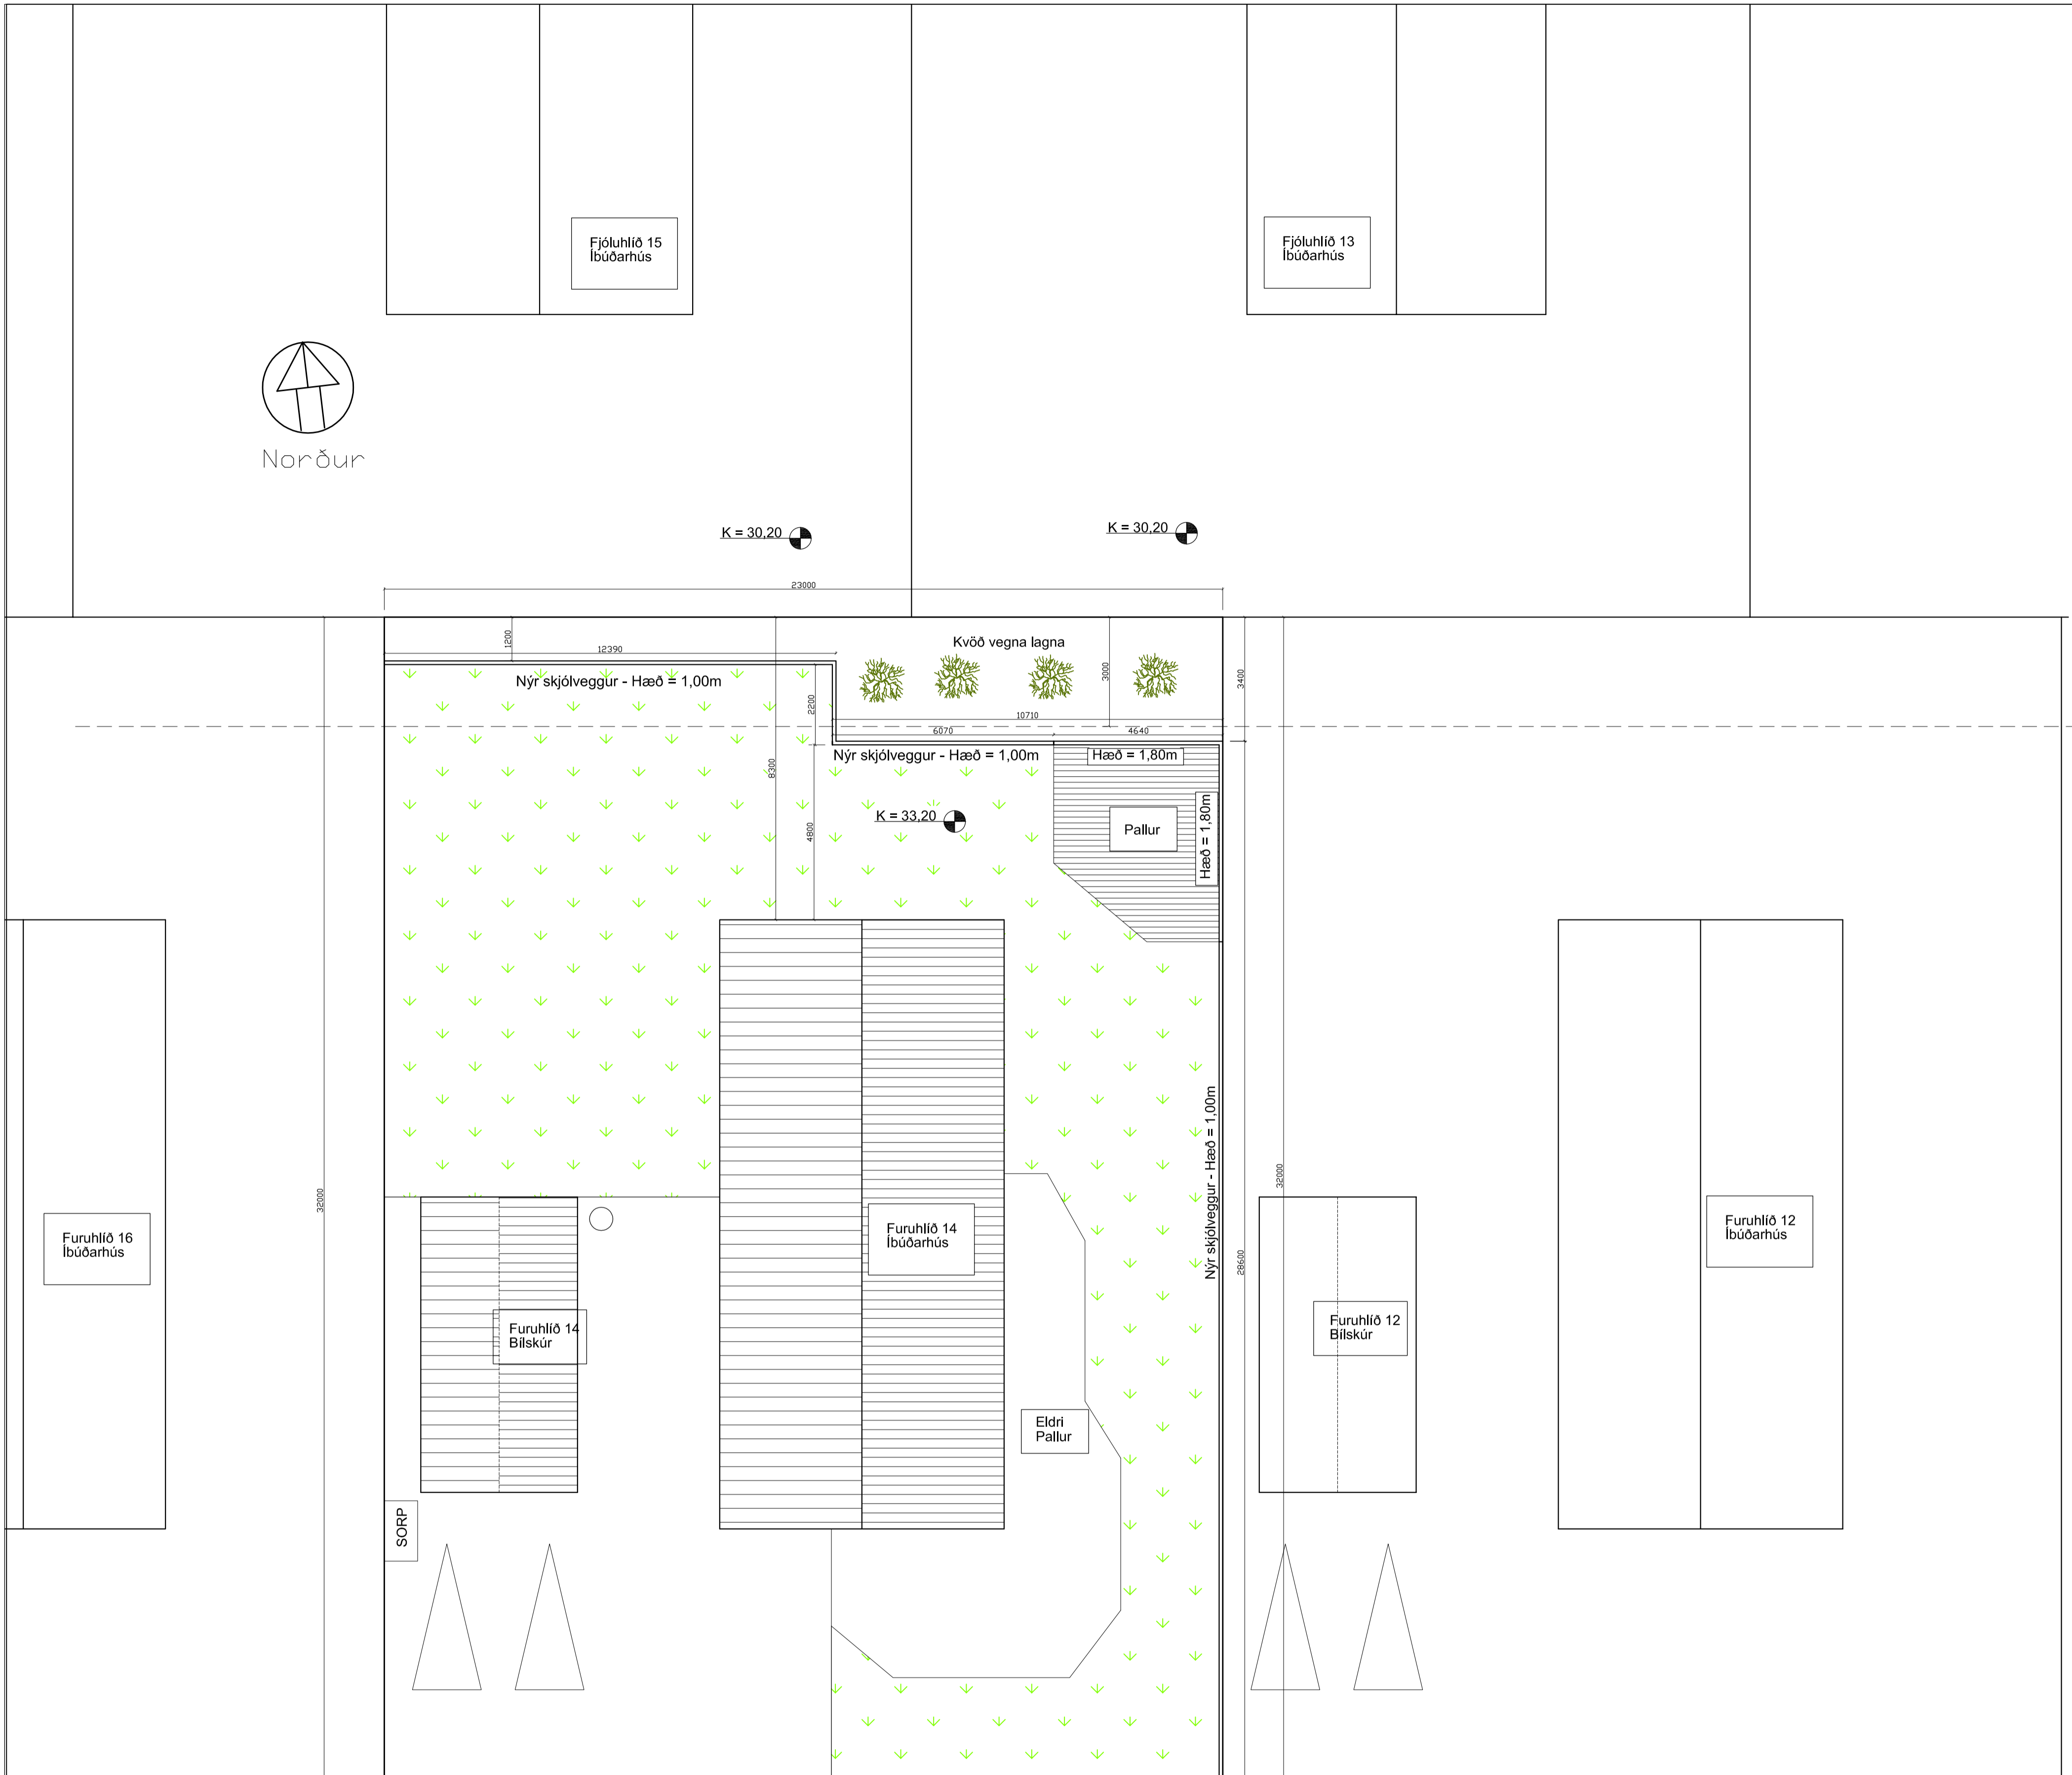 Fjóluhlíð 15
Íbúðarhús
Fjóluhlíð 13
Íbúðarhús
Norður
K = 30,20
K = 30,20
23000
Kvöð vegna lagna
1200
12390
3000
3400
Nýr skjólveggur - Hæð = 1,00m
2200
10710
6070
4640
Nýr skjólveggur - Hæð = 1,00m
Hæð = 1,80m
8300
K = 33,20
4800
Pallur
Hæð = 1,80m
Nýr skjólveggur - Hæð = 1,00m
32000
32000
28600
Furuhlíð 16
Íbúðarhús
Furuhlíð 14
Íbúðarhús
Furuhlíð 12
Íbúðarhús
Furuhlíð 14
Bílskúr
Furuhlíð 12
Bílskúr
Eldri
Pallur
SORP